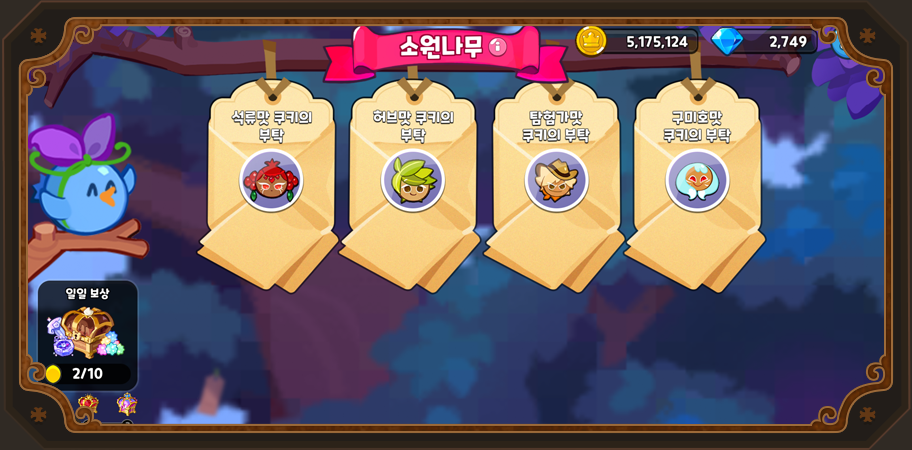 소원나무
5,175,124
2,749
석류맛 쿠키의
부탁
허브맛 쿠키의
부탁
탐험가맛
쿠키의 부탁
구미호맛
쿠키의 부탁
일일 보상
2/10